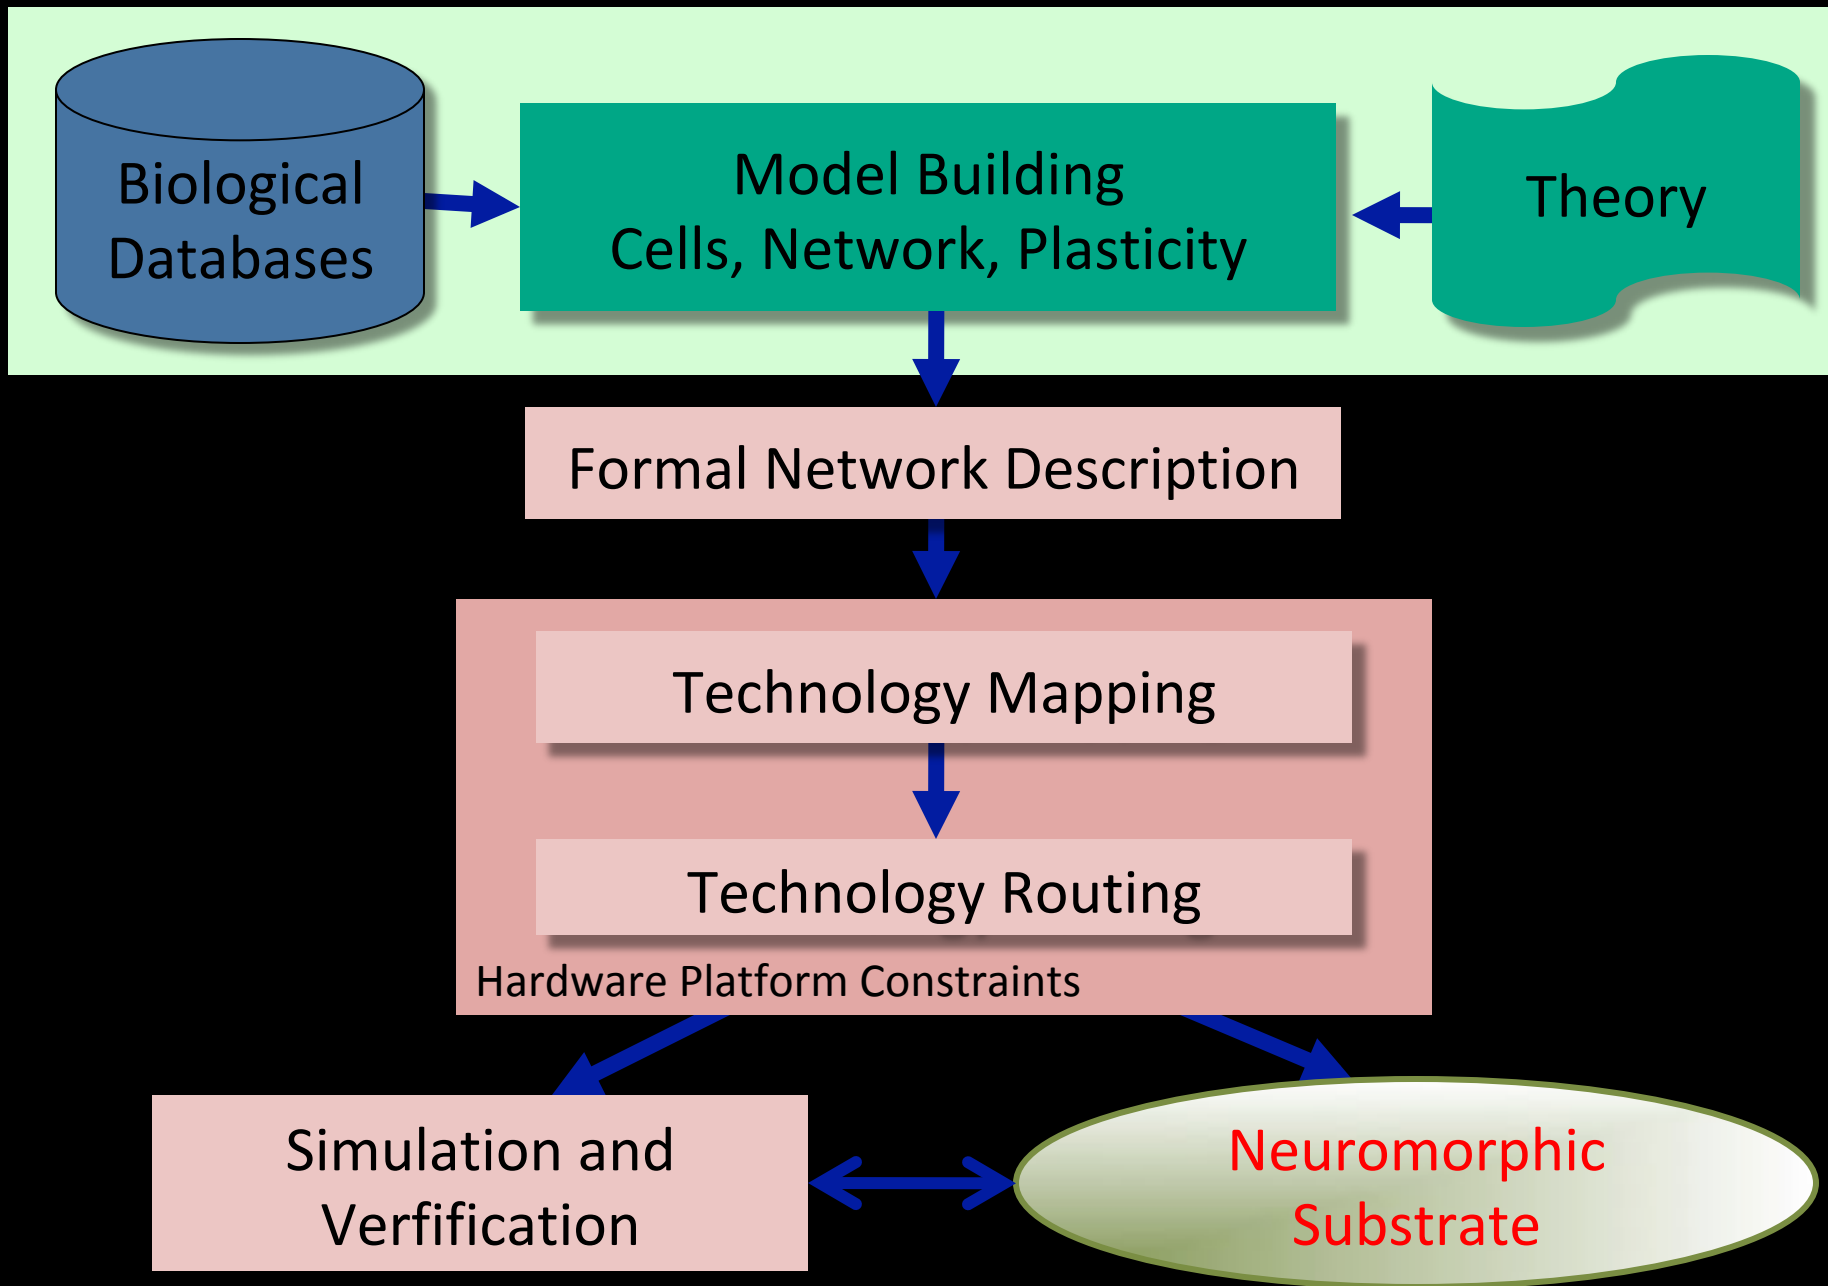 Biological
Databases
Model Building
Cells, Network, Plasticity
Theory
Formal Network Description
Technology Mapping
Technology Routing
Hardware Platform Constraints
Simulation and
Verfification
Neuromorphic
Substrate